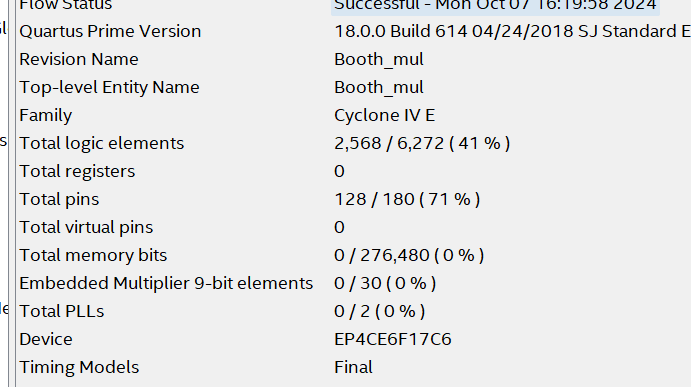 Flow Status Successful - Mon Oct 07 16:19:58 2024
Quartus Prime Version 18.0.0 Build 614 04/24/2018 SJ Standard E
Revision Name Booth_mul
Top-level Entity Name Booth_mul
Family Cyclone IV E
Total logic elements 2,568 / 6,272 ( 41 % )
Total registers 0
Total pins 128 / 180 ( 71 % )
Total virtual pins 0
Total memory bits 0 / 276,480 ( 0 % )
Embedded Multiplier 9-bit elements 0 / 30 ( 0 % )
Total PLLs 0 / 2 ( 0 % )
Device EP4CE6F17C6
Timing Models Final